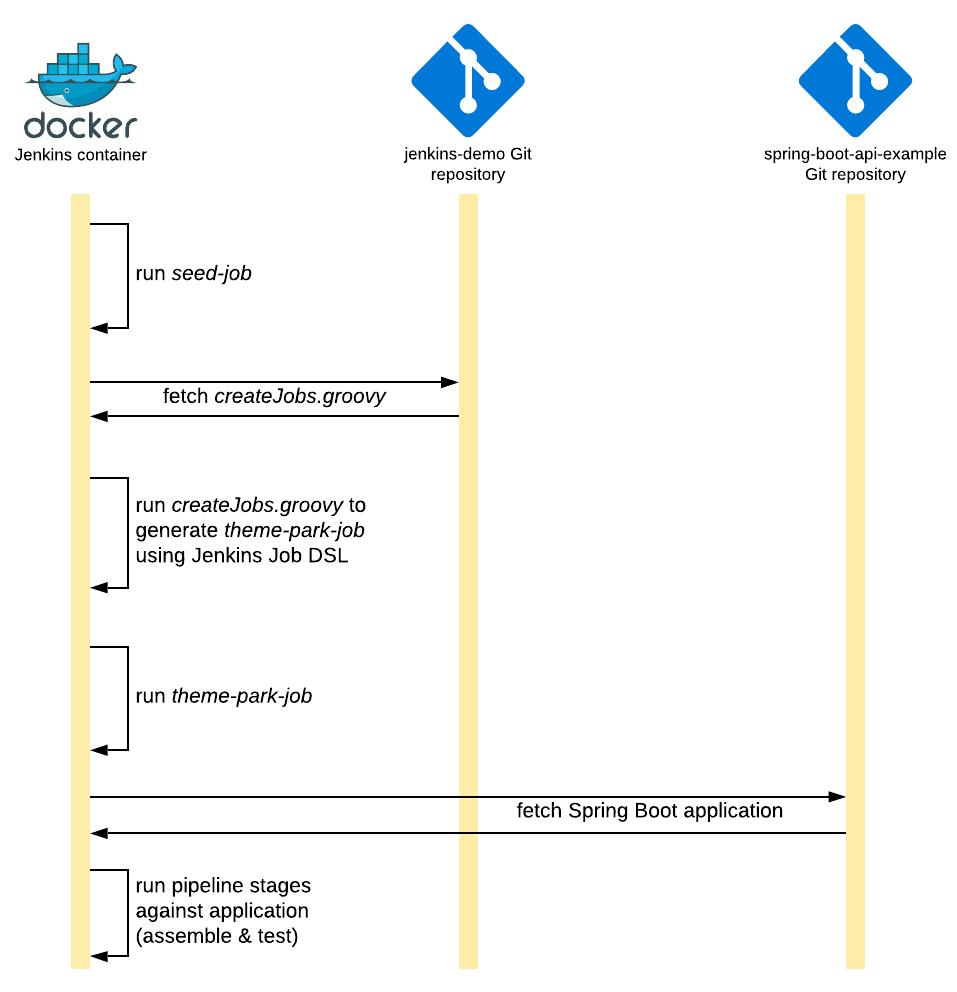 docker
Jenkins container
jenkins-demo Git
repository
spring-boot-api-example
Git repository
run seed-job
fetch createJobs.groovy
run createJobs.groovy to
generate theme-park-job
using Jenkins Job DSL
run theme-park-job
fetch Spring Boot application
run pipeline stages
against application
(assemble & test)